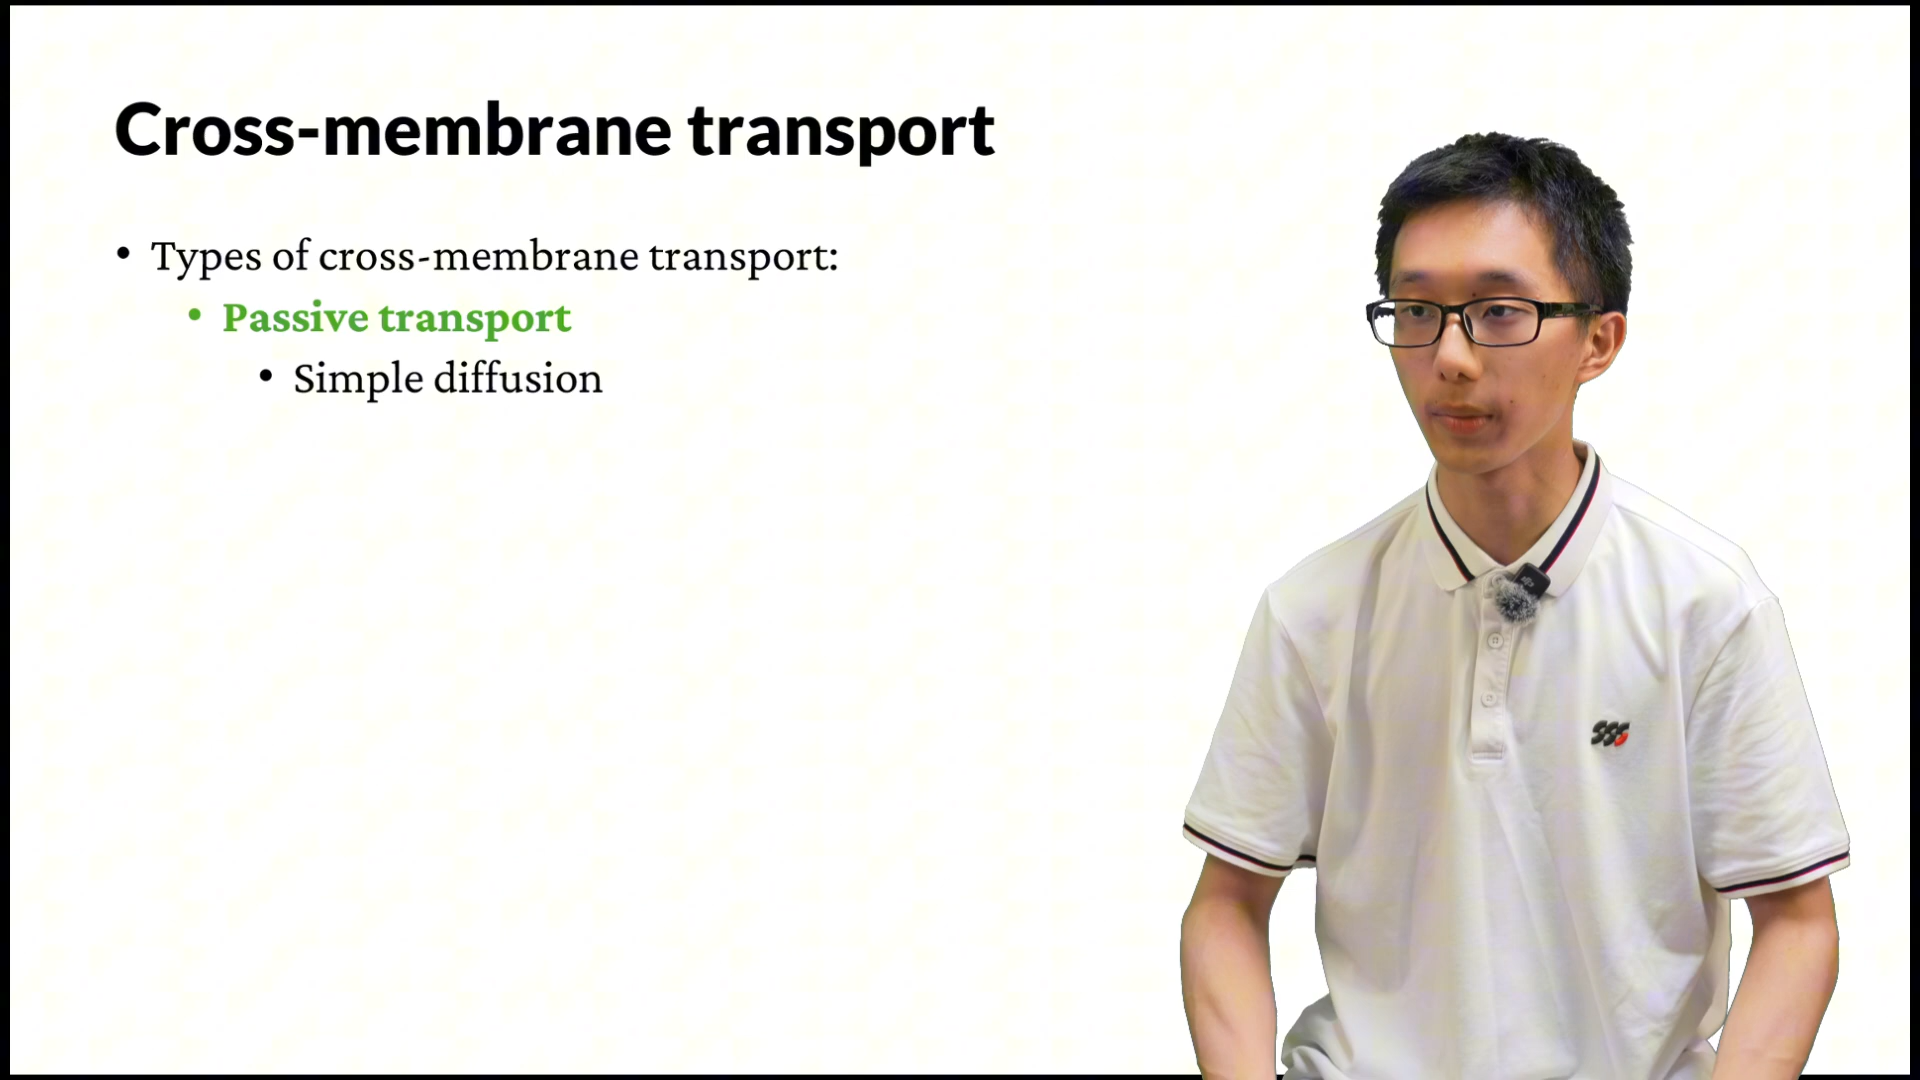 Cross-membrane transport
• Types of cross-membrane transport:
• Passive transport
• Simple diffusion